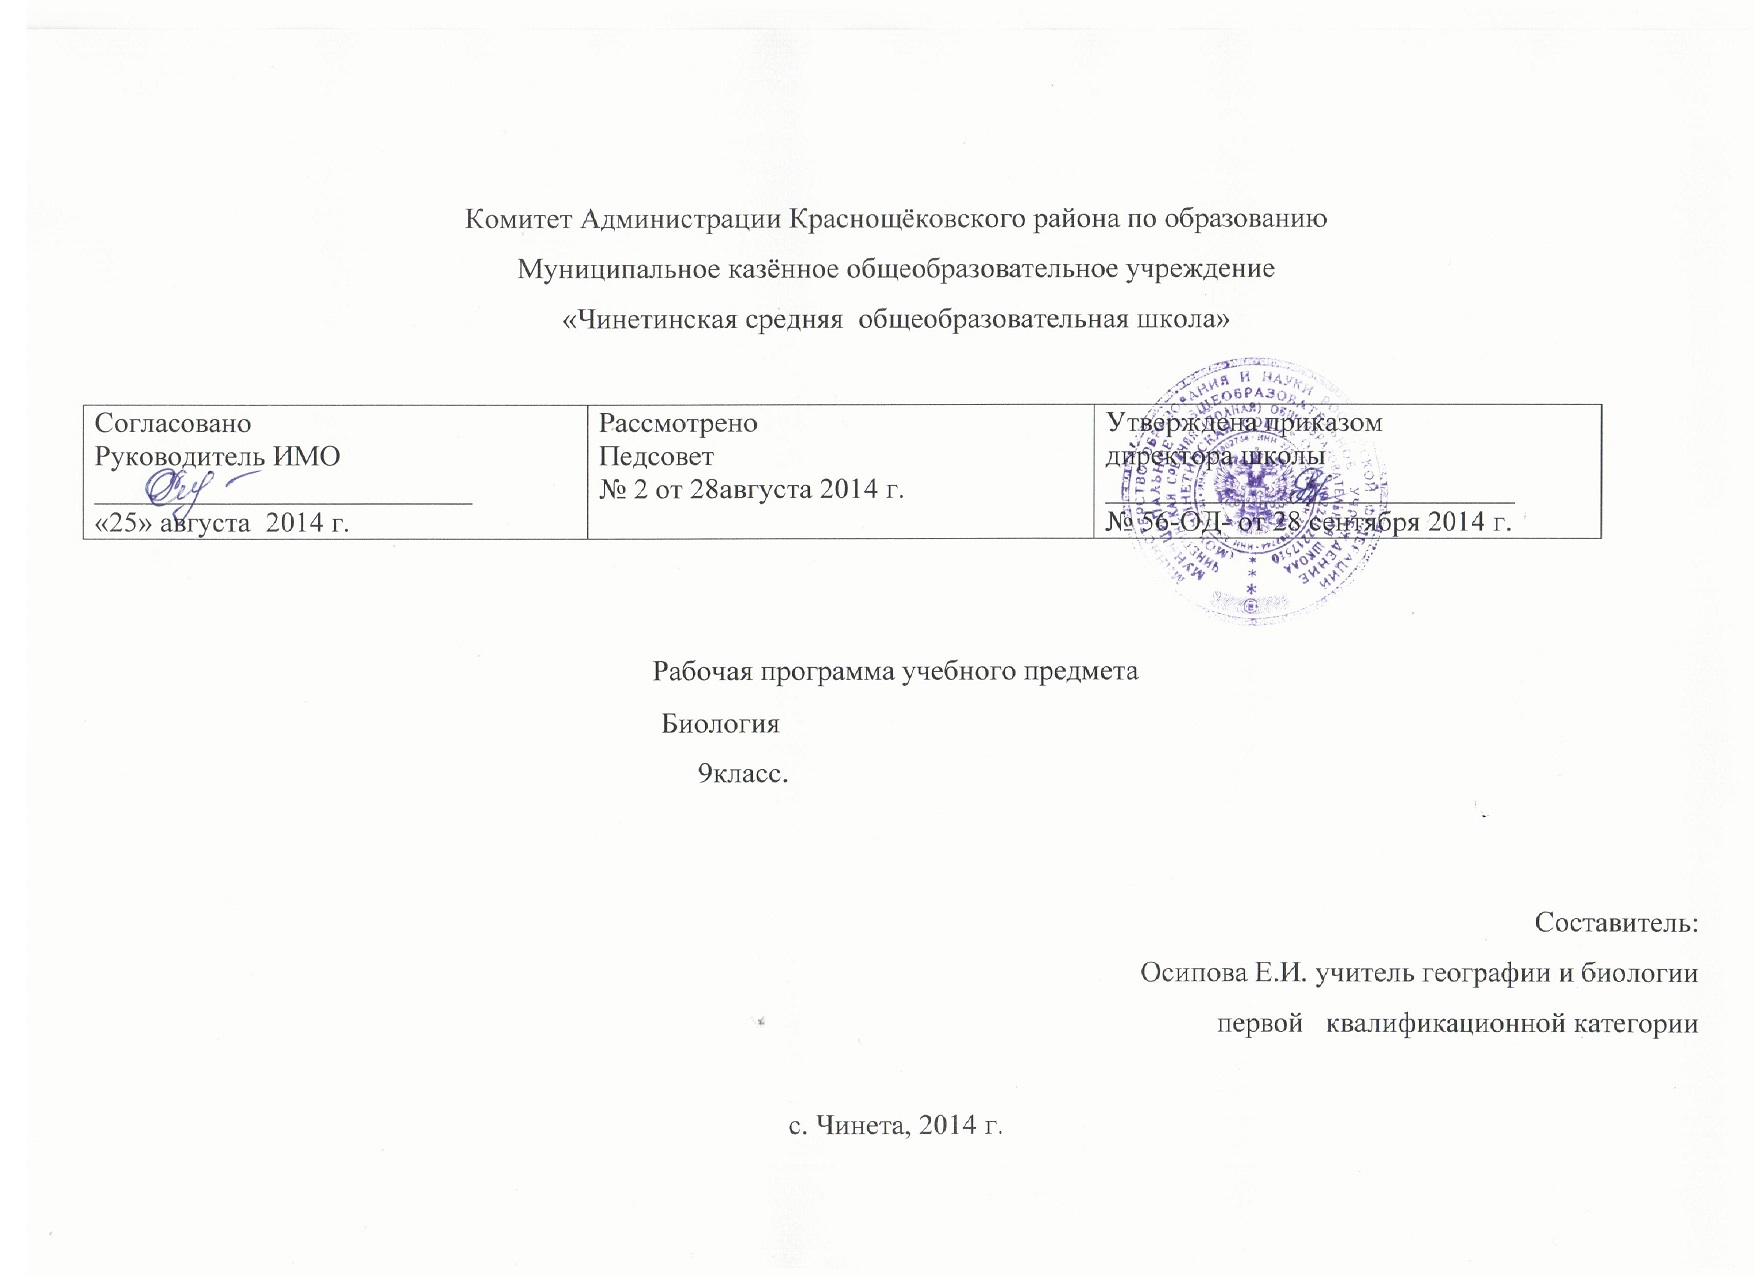 Комитет Администрации Краснощёковского района по образованию
Муниципальное казённое общеобразовательное учреждение
«Чинетинская средняя  общеобразовательная школа»
Согласовано
Руководитель ИМО
«25» августа  2014 г.
Рассмотрено
Педсовет
№ 2 от 28августа 2014 г.
Утверждена приказом
директора школы
№ 56-ОД- от 28 сентября 2014 г.
Рабочая программа учебного предмета
Биология
9класс.
Составитель:
Осипова Е.И. учитель географии и биологии
первой   квалификационной категории
с. Чинета, 2014 г.